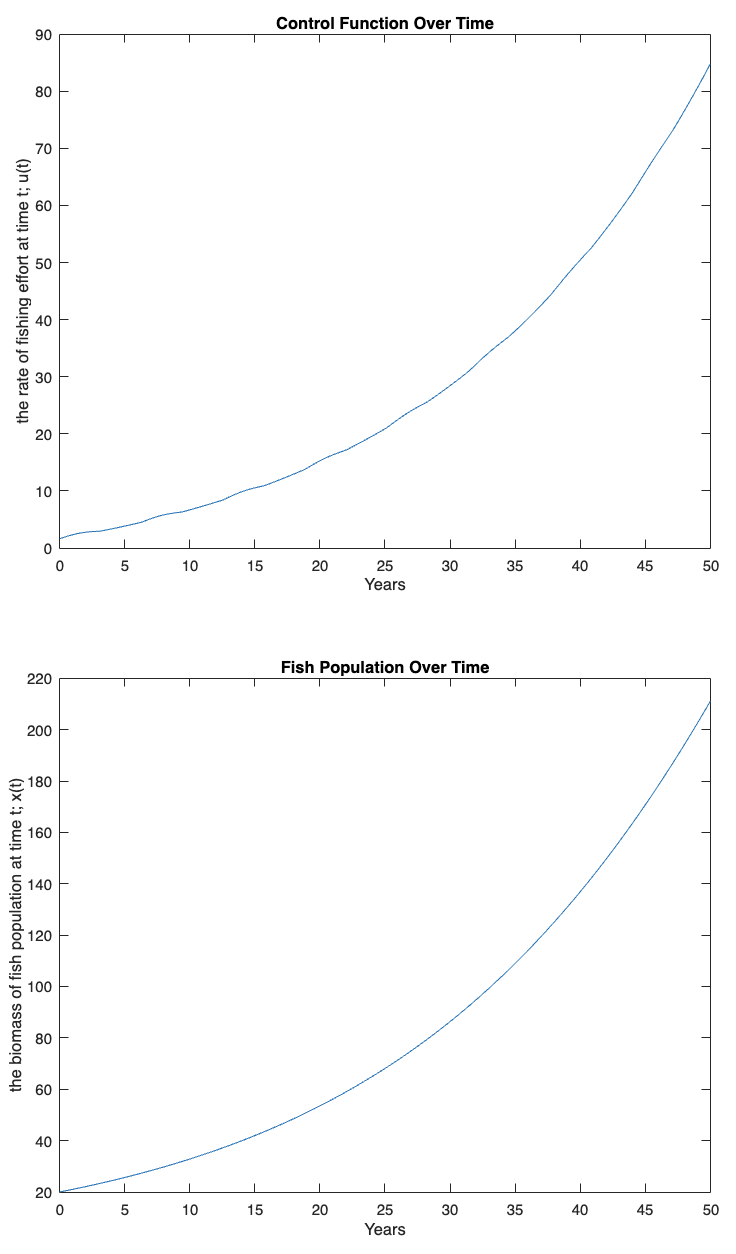 Control Function Over Time
the rate of fishing effort at time t; u(t)
90
80
70
60
50
40
30
20
10
0
0 5 10 15 20 25 30 35 40 45 50
Years
Fish Population Over Time
the biomass of fish population at time t; x(t)
220
200
180
160
140
120
100
80
60
40
20
0 5 10 15 20 25 30 35 40 45 50
Years